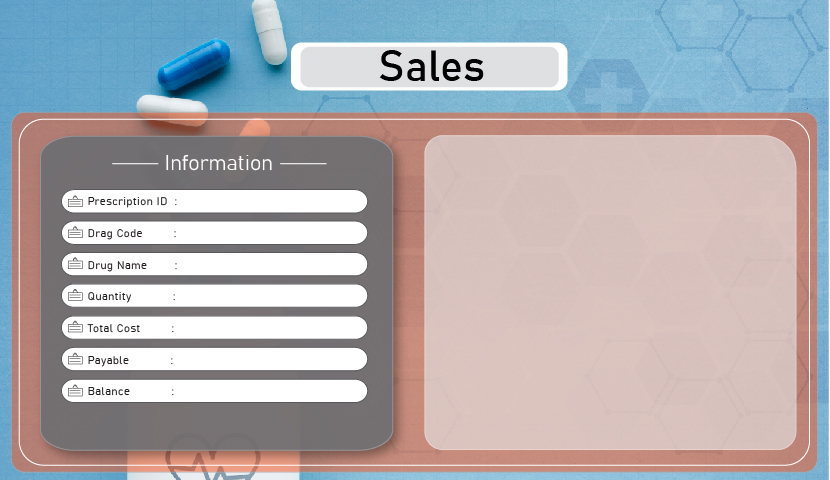 Sales
Information
Prescription ID :
Drag Code :
Drug Name :
Quantity :
Total Cost :
Payable :
Balance :